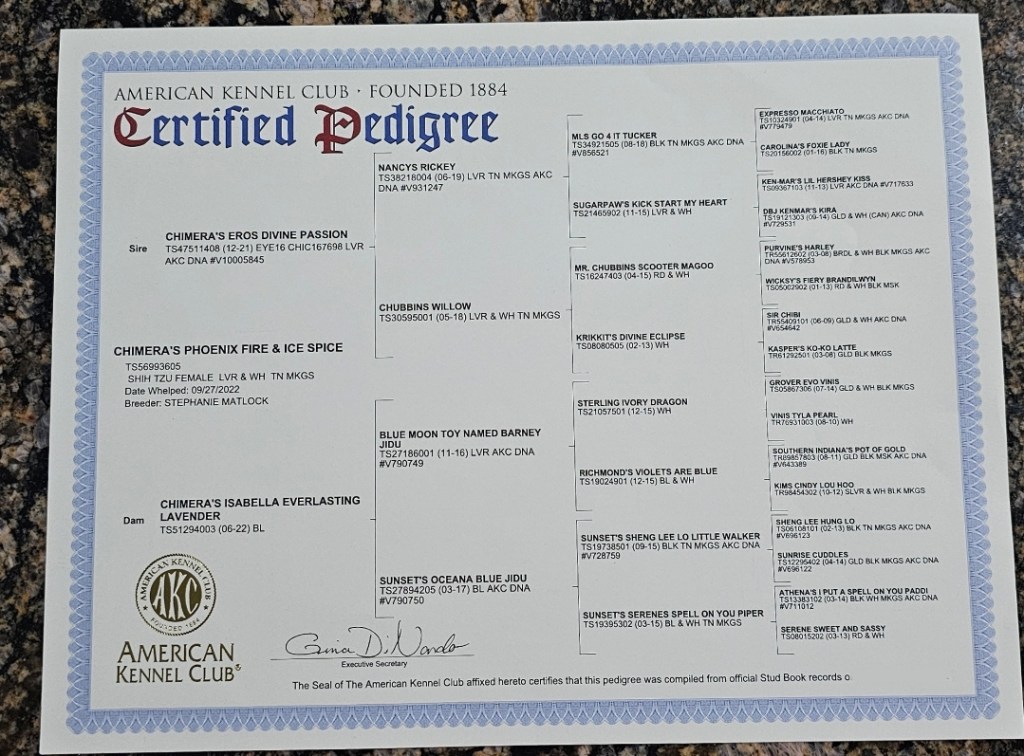 AMERICAN KENNEL CLUB · FOUNDED 1884
Certified Pedigree
Sire
CHIMERA'S EROS DIVINE PASSION
TS47511408 (12-21) EYE16 CHIC167698 LVR
AKC DNA #V10005845
CHIMERA'S PHOENIX FIRE & ICE SPICE
TS56993605
SHIH TZU FEMALE LVR & WH TN MKGS
Date Whelped: 09/27/2022
Breeder: STEPHANIE MATLOCK
Dam
CHIMERA'S ISABELLA EVERLASTING
LAVENDER
TS51294003 (06-22) BL
NANCYS RICKEY
TS38218004 (06-19) LVR TN MKGS AKC
DNA #V931247
CHUBBINS WILLOW
TS30595001 (05-18) LVR & WH TN MKGS
BLUE MOON TOY NAMED BARNEY
JIDU
TS27186001 (11-16) LVR AKC DNA
#V790749
SUNSET'S OCEANA BLUE JIDU
TS27894205 (03-17) BL AKC DNA
#V790750
MLS GO 4 IT TUCKER
TS34921505 (08-18) BLK TN MKGS AKC DNA
#V856521
SUGARPAW'S KICK START MY HEART
TS21465902 (11-15) LVR & WH
MR. CHUBBINS SCOOTER MAGOO
TS16247403 (04-15) RD & WH
KRIKKIT'S DIVINE ECLIPSE
TS08080505 (02-13) WH
STERLING IVORY DRAGON
TS21057501 (12-15) WH
RICHMOND'S VIOLETS ARE BLUE
TS19024901 (12-15) BL & WH
SUNSET'S SHENG LEE LO LITTLE WALKER
TS19738501 (09-15) BLK TN MKGS AKC DNA
#V728759
SUNSET'S SERENES SPELL ON YOU PIPER
TS19395302 (03-15) BL & WH TN MKGS
EXPRESSO MACCHIATO
TS10324901 (04-14) LVR TN MKGS AKC DNA
#V779479
CAROLINA'S FOXIE LADY
TS20156002 (01-16) BLK TN MKGS
KEN-MAR'S LIL HERSHEY KISS
TS09367103 (11-13) LVR AKC DNA #V717633
DBJ KENMAR'S KIRA
TS19121303 (09-14) GLD & WH (CAN) AKC DNA
#V729531
PURVINE'S HARLEY
TR55612602 (03-08) BRDL & WH BLK MKGS AKC
DNA #V578953
WICKSY'S FIERY BRANDILWYN
TS05062902 (01-13) RD & WH BLK MSK
SIR CHIBI
TR55409101 (06-09) GLD & WH AKC DNA
#V654642
KASPER'S KO-KO LATTE
TR61292501 (03-08) GLD BLK MKGS
GROVER EVO VINIS
TS05867306 (07-14) GLD & WH BLK MKGS
VINIS TYLA PEARL
TR76931003 (08-10) WH
SOUTHERN INDIANA'S POT OF GOLD
TR89857803 (08-11) GLD BLK MSK AKC DNA
#V643389
KIMS CINDY LOU HOO
TR98454302 (10-12) SLVR & WH BLK MKGS
SHENG LEE HUNG LO
TS06108101 (02-13) BLK TN MKGS AKC DNA
#V696123
SUNRISE CUDDLES
TS12295402 (04-14) GLD BLK MKGS AKC DNA
#V696122
ATHENA'S I PUT A SPELL ON YOU PADDI
TS13383102 (03-14) BLK WH MKGS AKC DNA
#V711012
SERENE SWEET AND SASSY
TS08015202 (03-13) RD & WH
AMERICAN KENNEL CLUB
AKC
FOUNDED 1884
AMERICAN
KENNEL CLUB®
Gina DiNardo
Executive Secretary
The Seal of The American Kennel Club affixed hereto certifies that this pedigree was compiled from official Stud Book records o